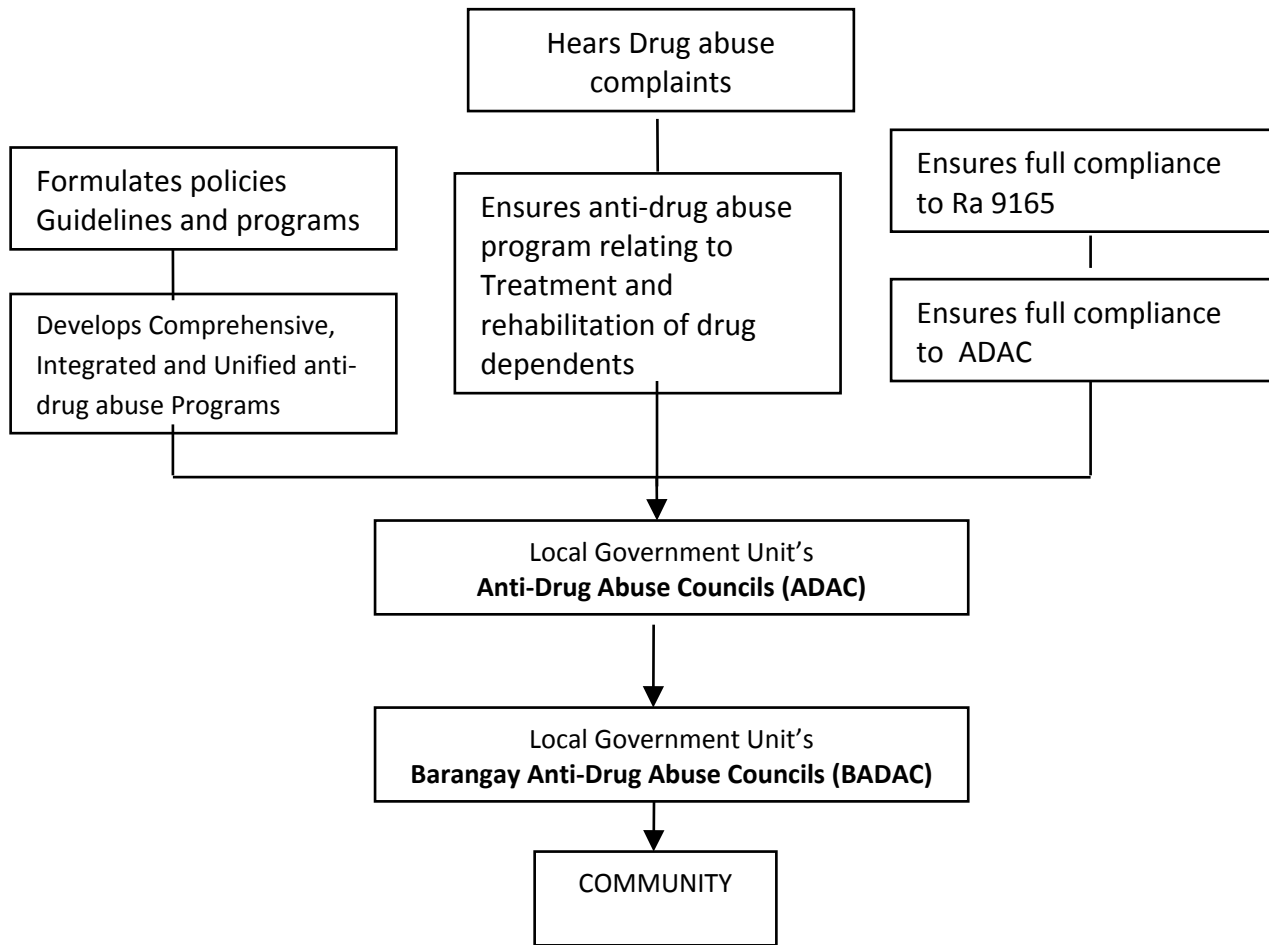 Hears Drug abuse
complaints
Formulates policies
Guidelines and programs
Ensures anti-drug abuse
program relating to
Treatment and
rehabilitation of drug
dependents
Ensures full compliance
to Ra 9165
Develops Comprehensive,
Integrated and Unified anti-
drug abuse Programs
Ensures full compliance
to ADAC
Local Government Unit’s
Anti-Drug Abuse Councils (ADAC)
Local Government Unit’s
Barangay Anti-Drug Abuse Councils (BADAC)
COMMUNITY